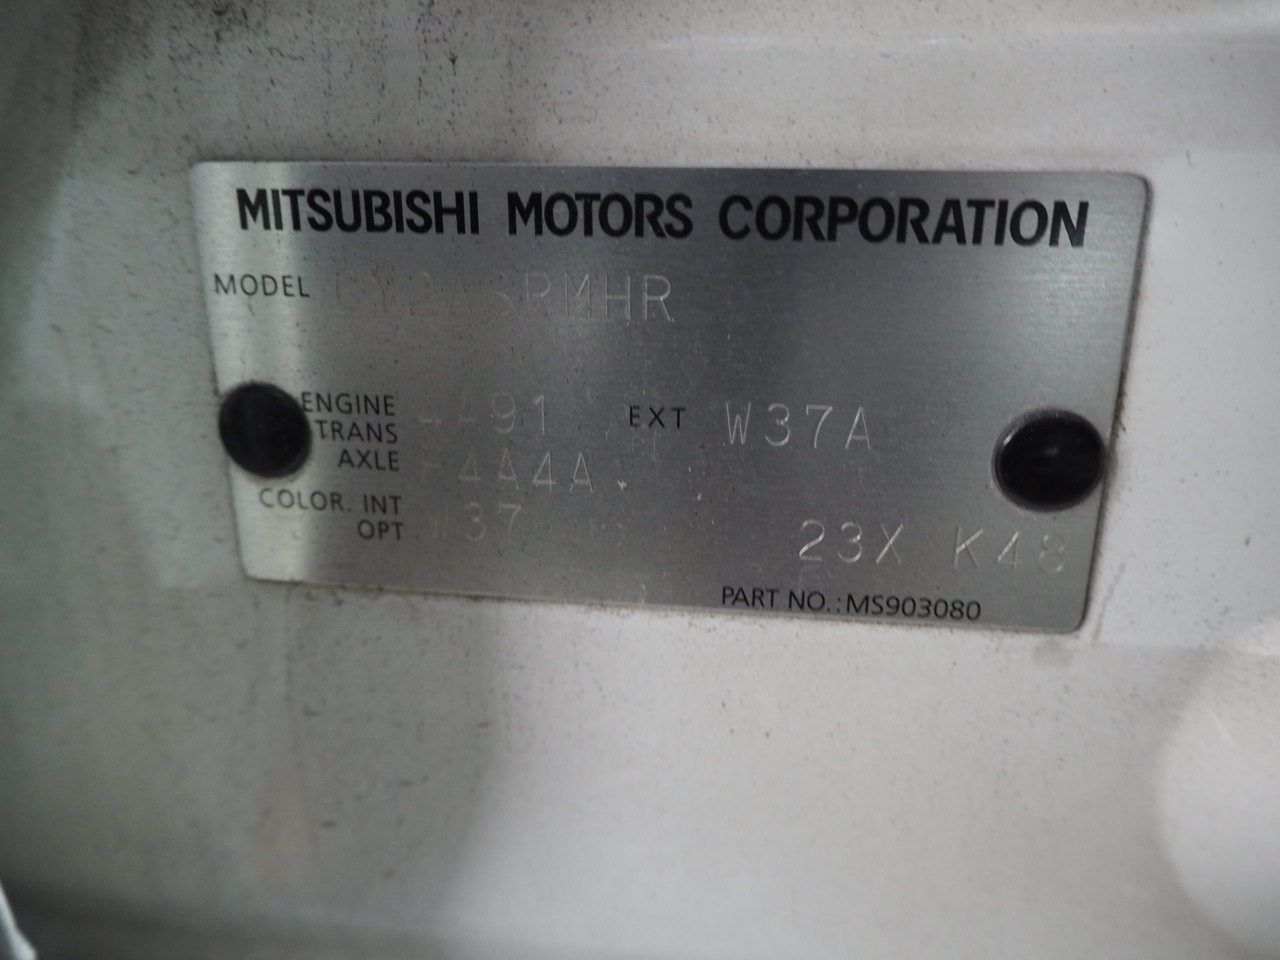 MITSUBISHI MOTORS CORPORATION
MODEL
ENGINE 4A91 EXT W37A
TRANS
AXLE F4A4A
COLOR. INT W37
OPT 23X K48
PART NO.: MS903080